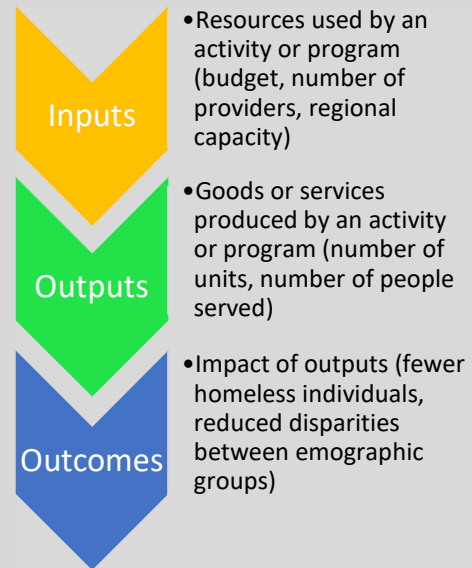 Inputs
•Resources used by an
activity or program
(budget, number of
providers, regional
capacity)
Outputs
•Goods or services
produced by an activity
or program (number of
units, number of people
served)
Outcomes
•Impact of outputs (fewer
homeless individuals,
reduced disparities
between emographic
groups)